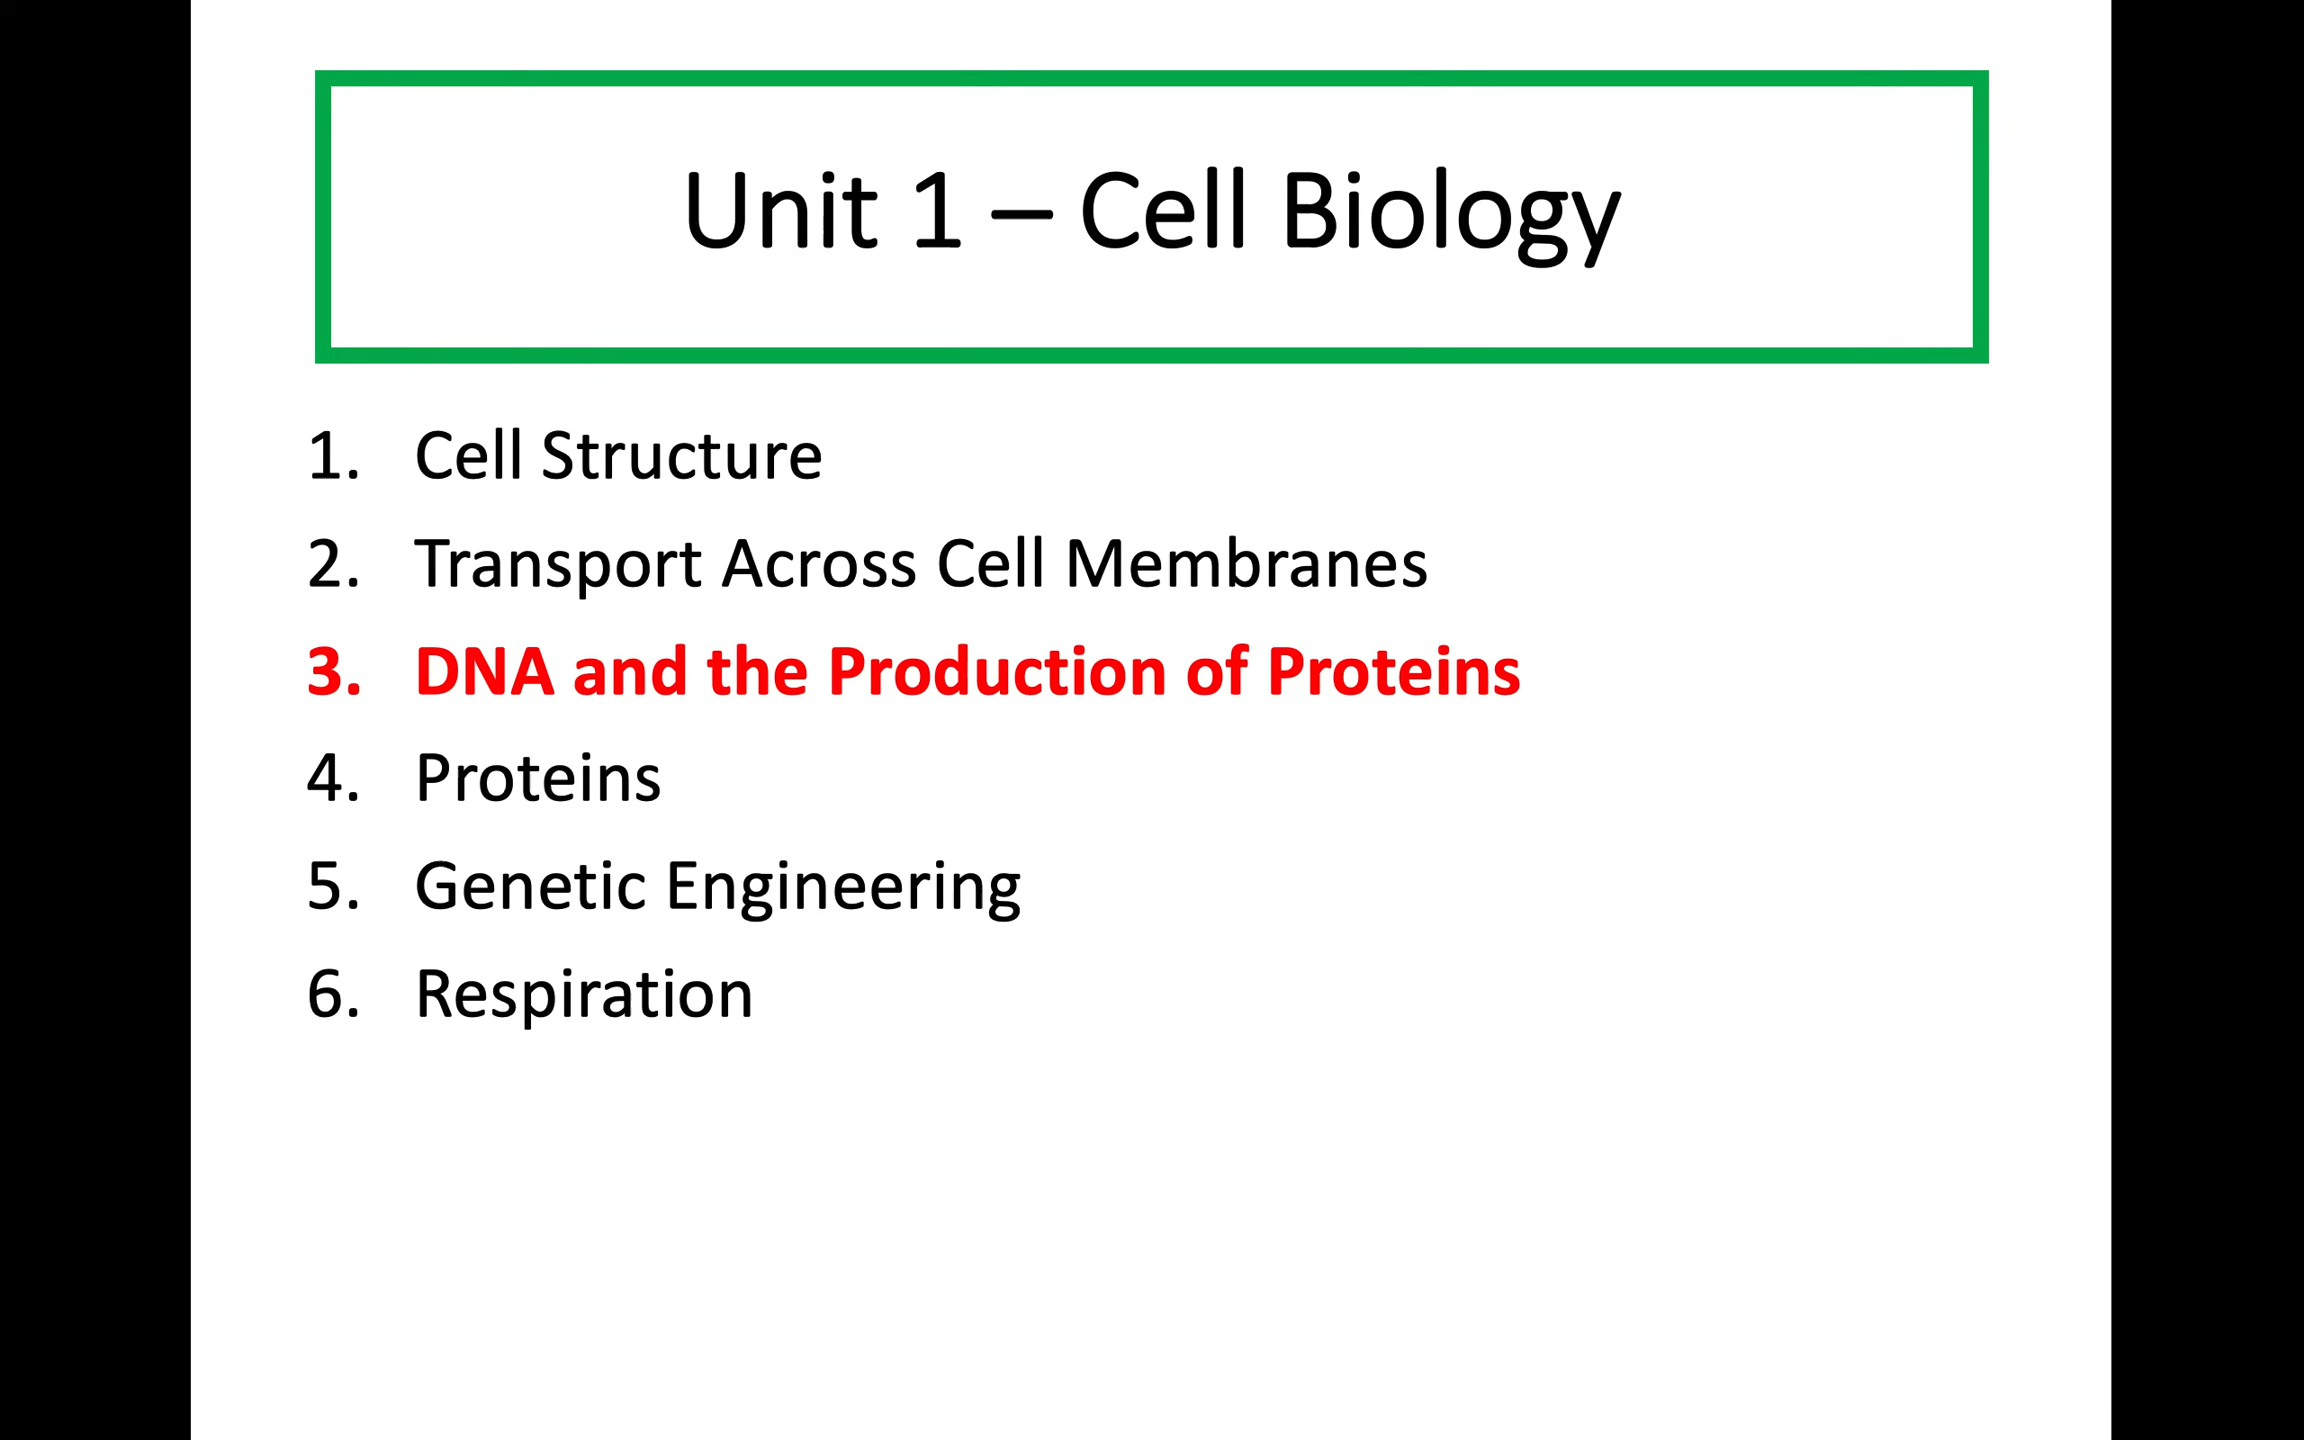 Unit 1 – Cell Biology
1. Cell Structure
2. Transport Across Cell Membranes
3. DNA and the Production of Proteins
4. Proteins
5. Genetic Engineering
6. Respiration